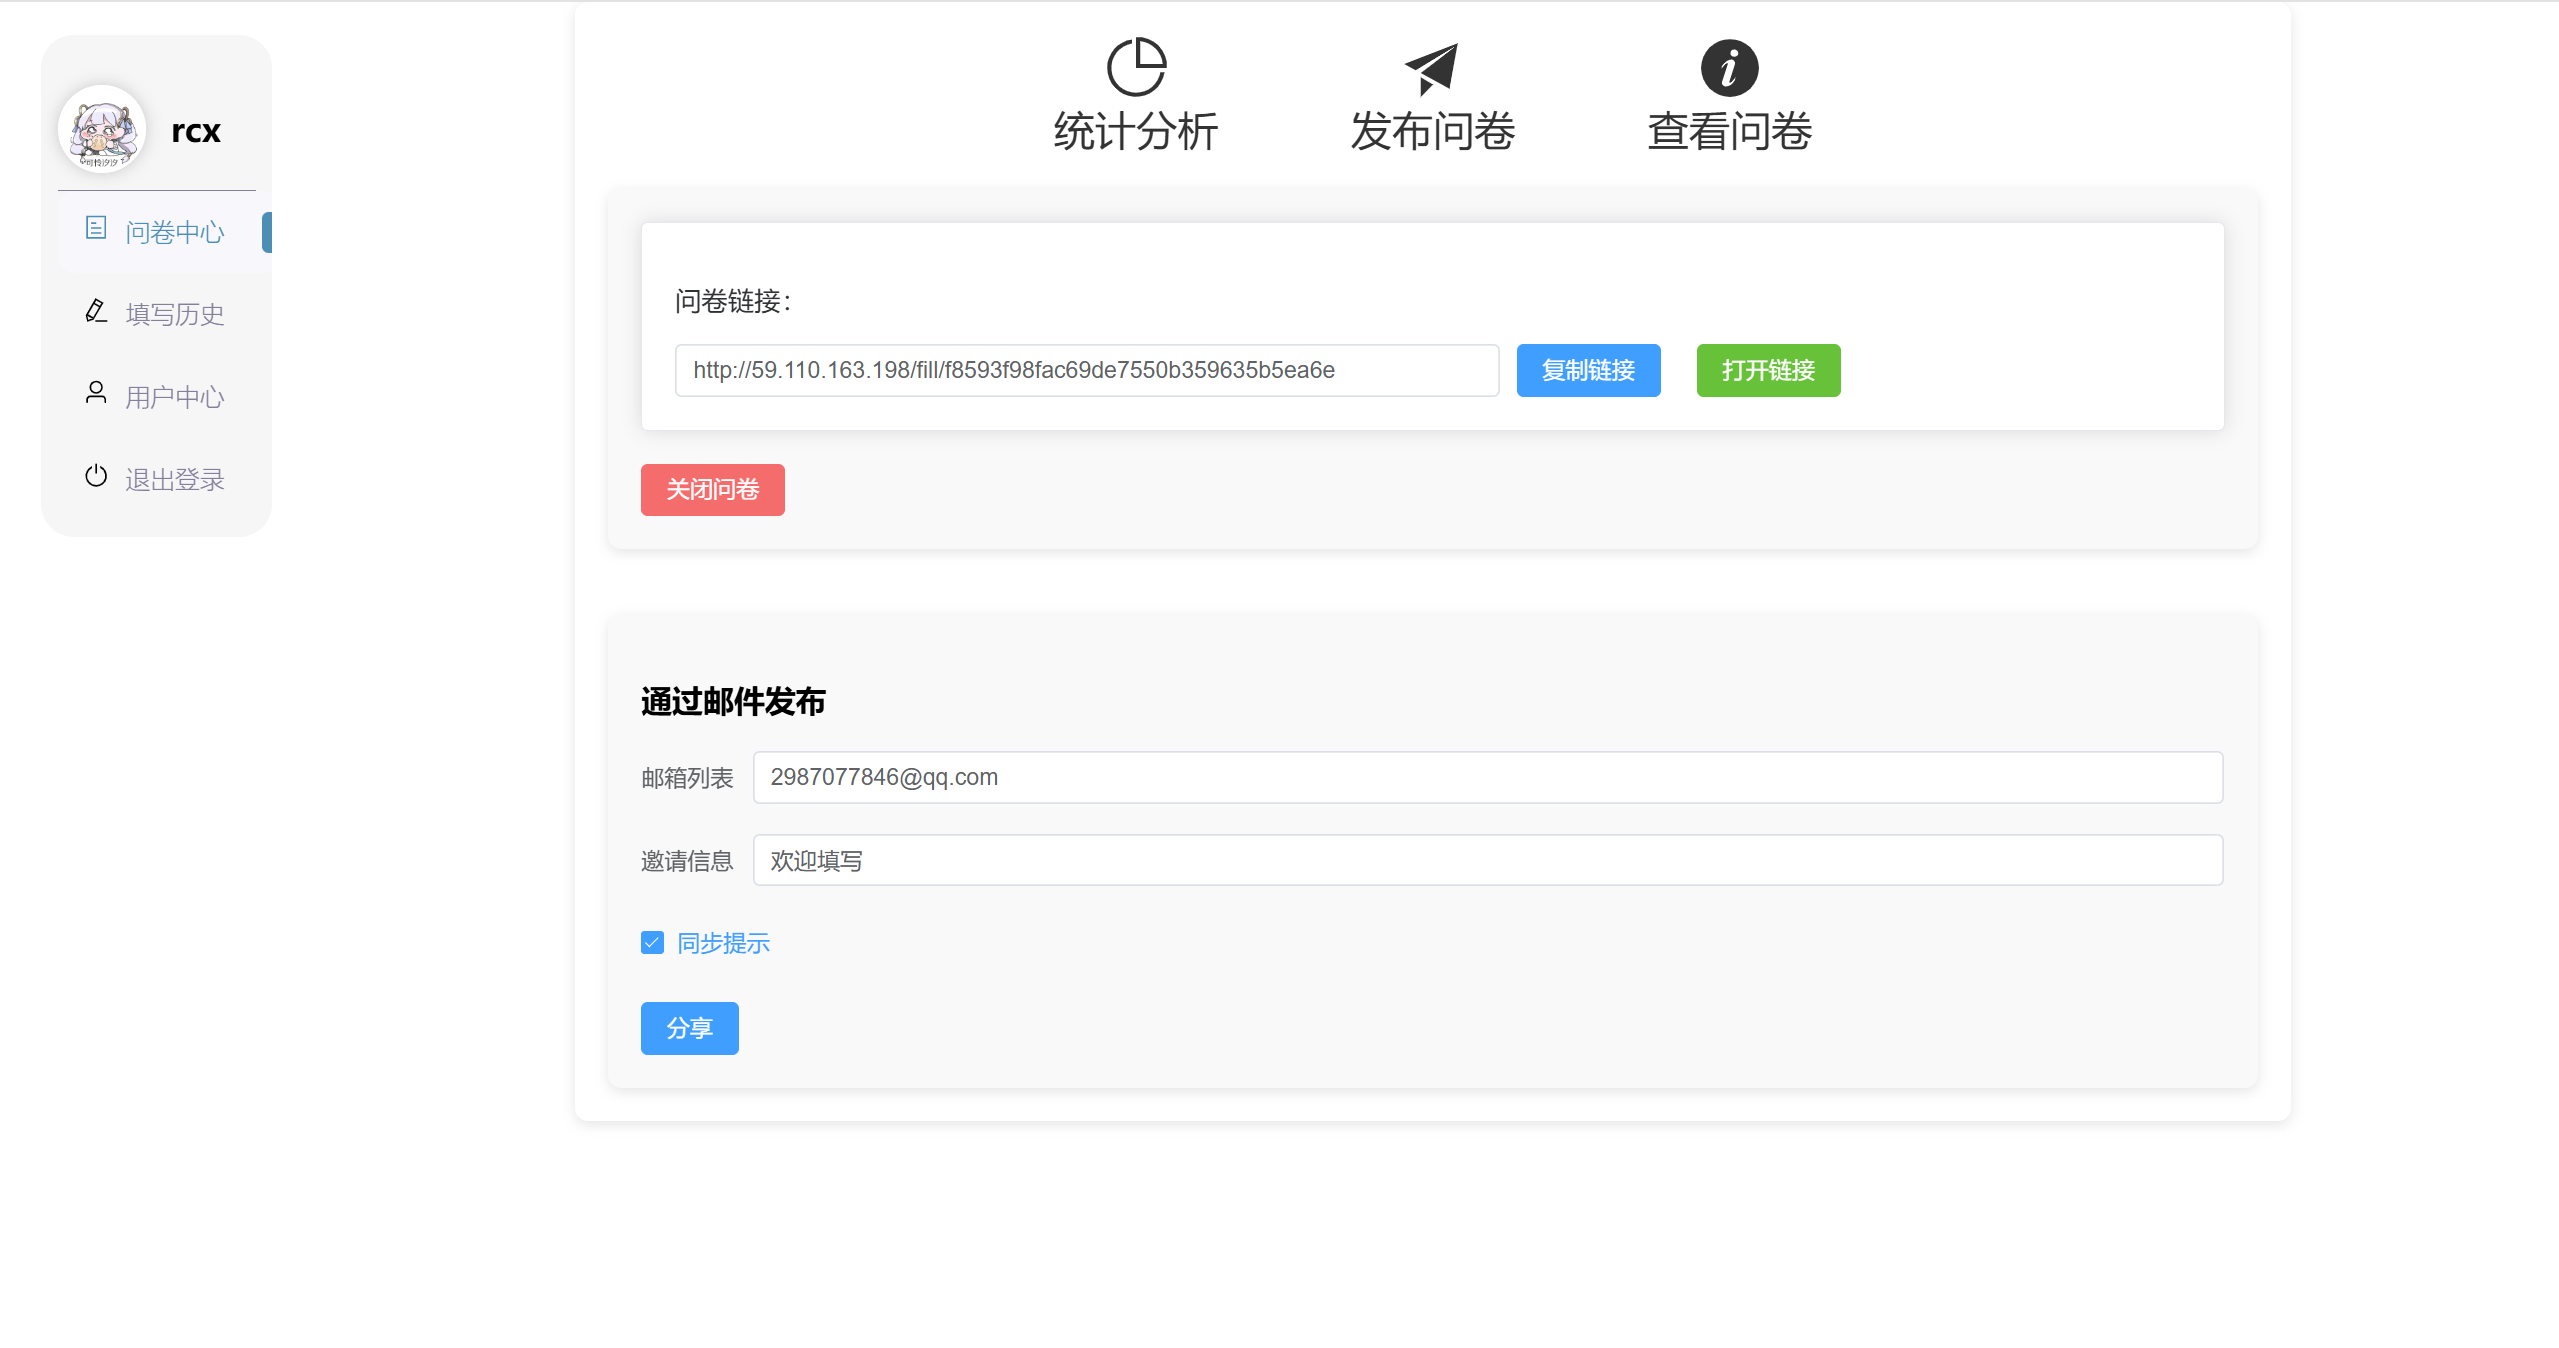 rcx
可怜汐汐
问卷中心
填写历史
用户中心
退出登录
统计分析
发布问卷
查看问卷
问卷链接：
http://59.110.163.198/fill/f8593f98fac69de7550b359635b5ea6e
复制链接
打开链接
关闭问卷
通过邮件发布
邮箱列表
2987077846@qq.com
邀请信息
欢迎填写
同步提示
分享